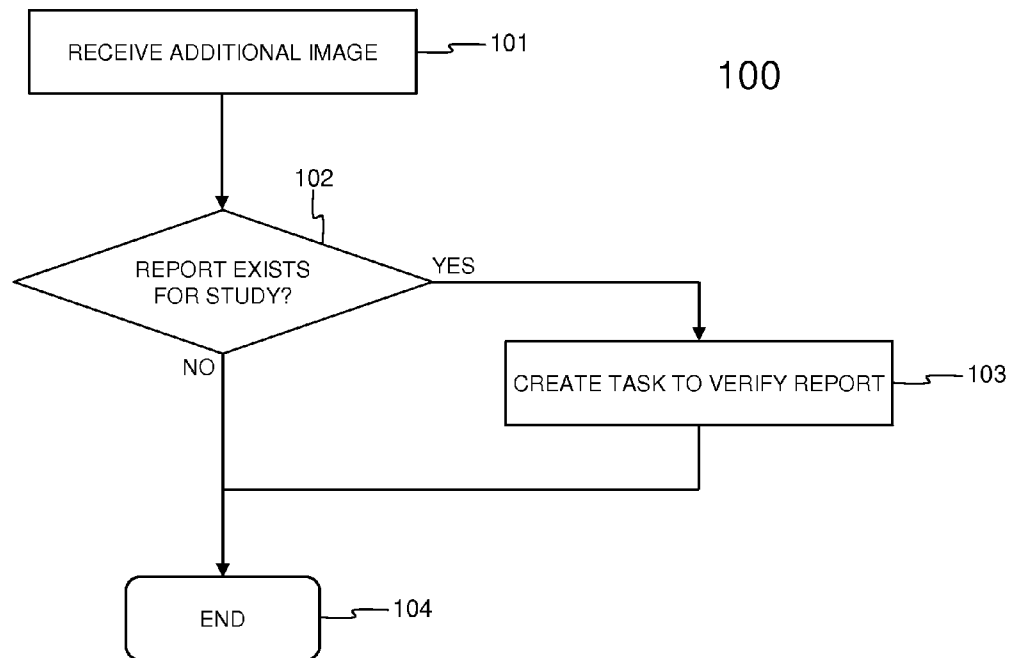 RECEIVE ADDITIONAL IMAGE
101
100
102
REPORT EXISTS
FOR STUDY?
YES
NO
CREATE TASK TO VERIFY REPORT
103
END
104